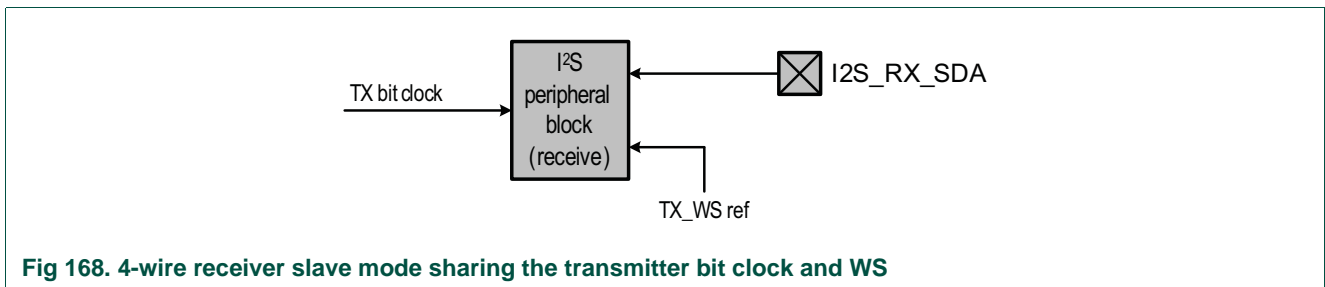 I²S
peripheral
block
(receive)
TX bit clock
I2S_RX_SDA
TX_WS ref
Fig 168. 4-wire receiver slave mode sharing the transmitter bit clock and WS